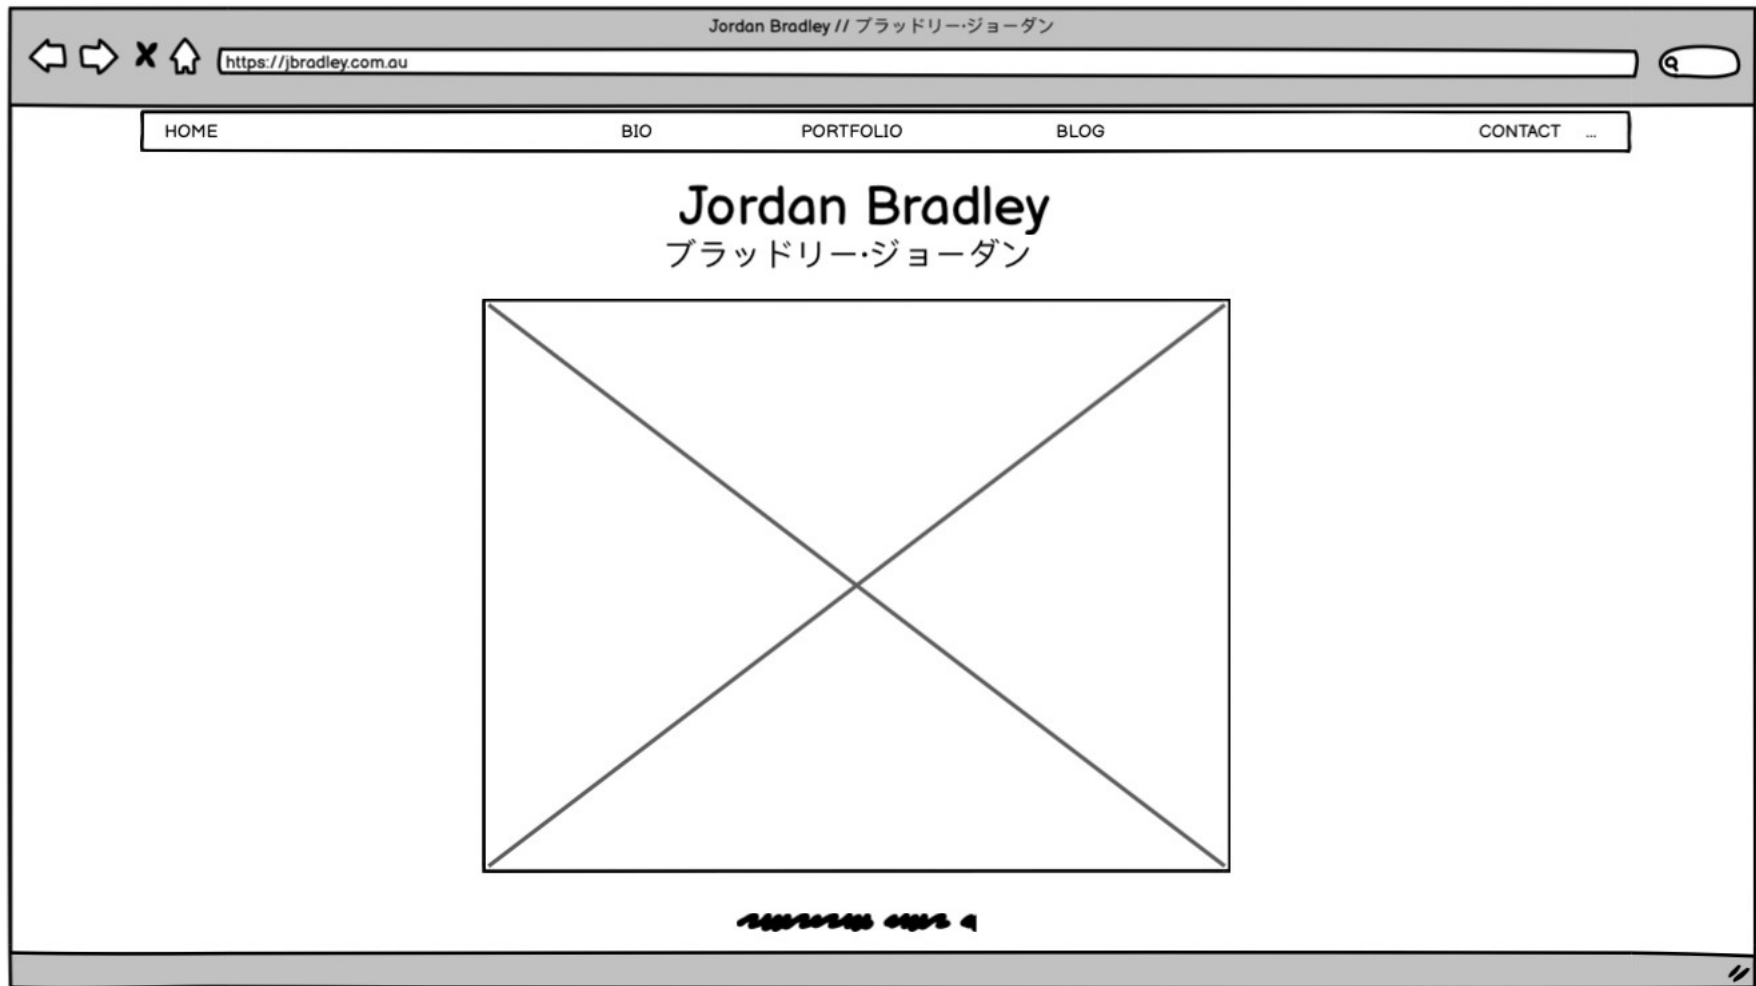 Jordan Bradley // ブラッドリー·ジョーダン
https://jbradley.com.au
HOME BIO PORTFOLIO BLOG CONTACT ...
Jordan Bradley
ブラッドリー·ジョーダン